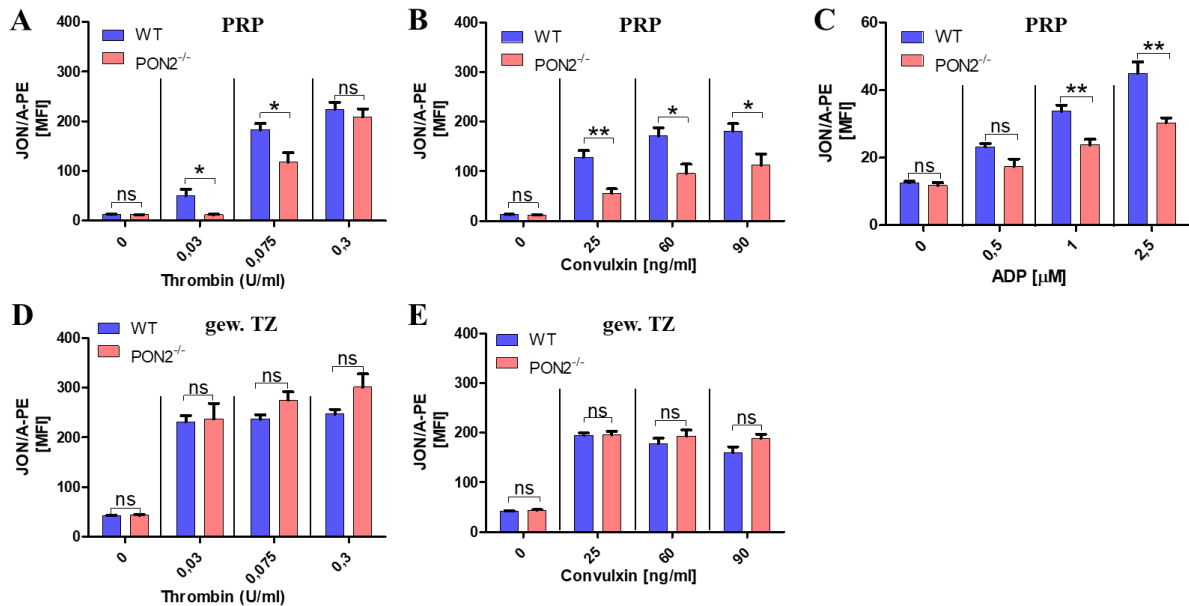 A
PRP
WT
PON2-/-
JON/A-PE
[MFI]
400
300
200
100
0
ns
*
*
ns
0
0,03
0,075
0,3
Thrombin (U/ml)
B
PRP
WT
PON2-/-
JON/A-PE
[MFI]
400
300
200
100
0
ns
**
*
*
0
25
60
90
Convulxin [ng/ml]
C
PRP
WT
PON2-/-
JON/A-PE
[MFI]
60
40
20
0
ns
ns
**
**
0
0,5
1
2,5
ADP [µM]
D
gew. TZ
WT
PON2-/-
JON/A-PE
[MFI]
400
300
200
100
0
ns
ns
ns
ns
0
0,03
0,075
0,3
Thrombin (U/ml)
E
gew. TZ
WT
PON2-/-
JON/A-PE
[MFI]
400
300
200
100
0
ns
ns
ns
ns
0
25
60
90
Convulxin [ng/ml]